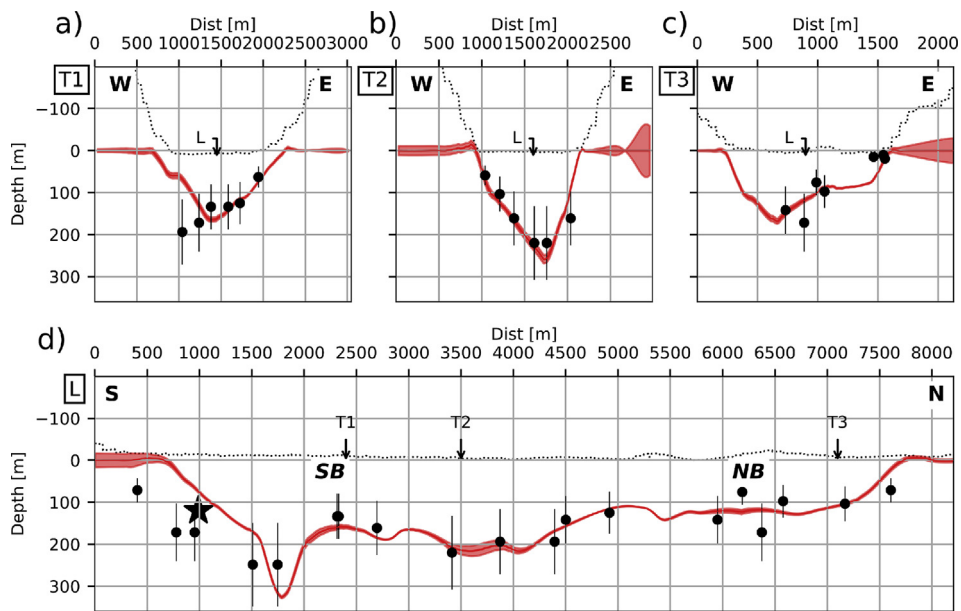 a) b) c)
Dist [m] Dist [m] Dist [m]
0 500 1000 1500 2000 2500 3000 0 500 1000 1500 2000 2500 0 500 1000 1500 2000
T1 W E T2 W E T3 W E
L L L
Depth [m]
−100
0
100
200
300
d)
Dist [m]
0 500 1000 1500 2000 2500 3000 3500 4000 4500 5000 5500 6000 6500 7000 7500 8000
L S N
T1 T2 T3
SB NB
Depth [m]
−100
0
100
200
300